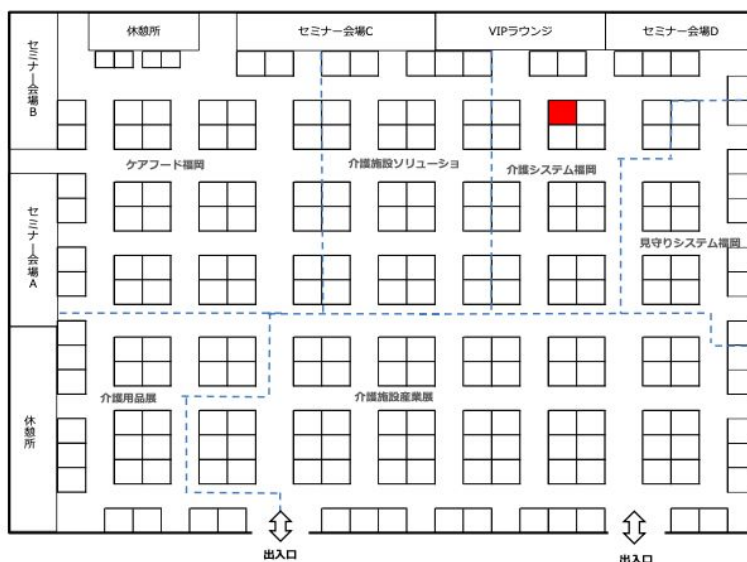 休憩所
セミナー会場C
VIPラウンジ
セミナー会場D
セミナー会場B
ケアフード福岡
介護施設ソリューショ
介護システム福岡
セミナー会場A
見守りシステム福岡
介護用品展
介護施設産業展
休憩所
出入口
出入口